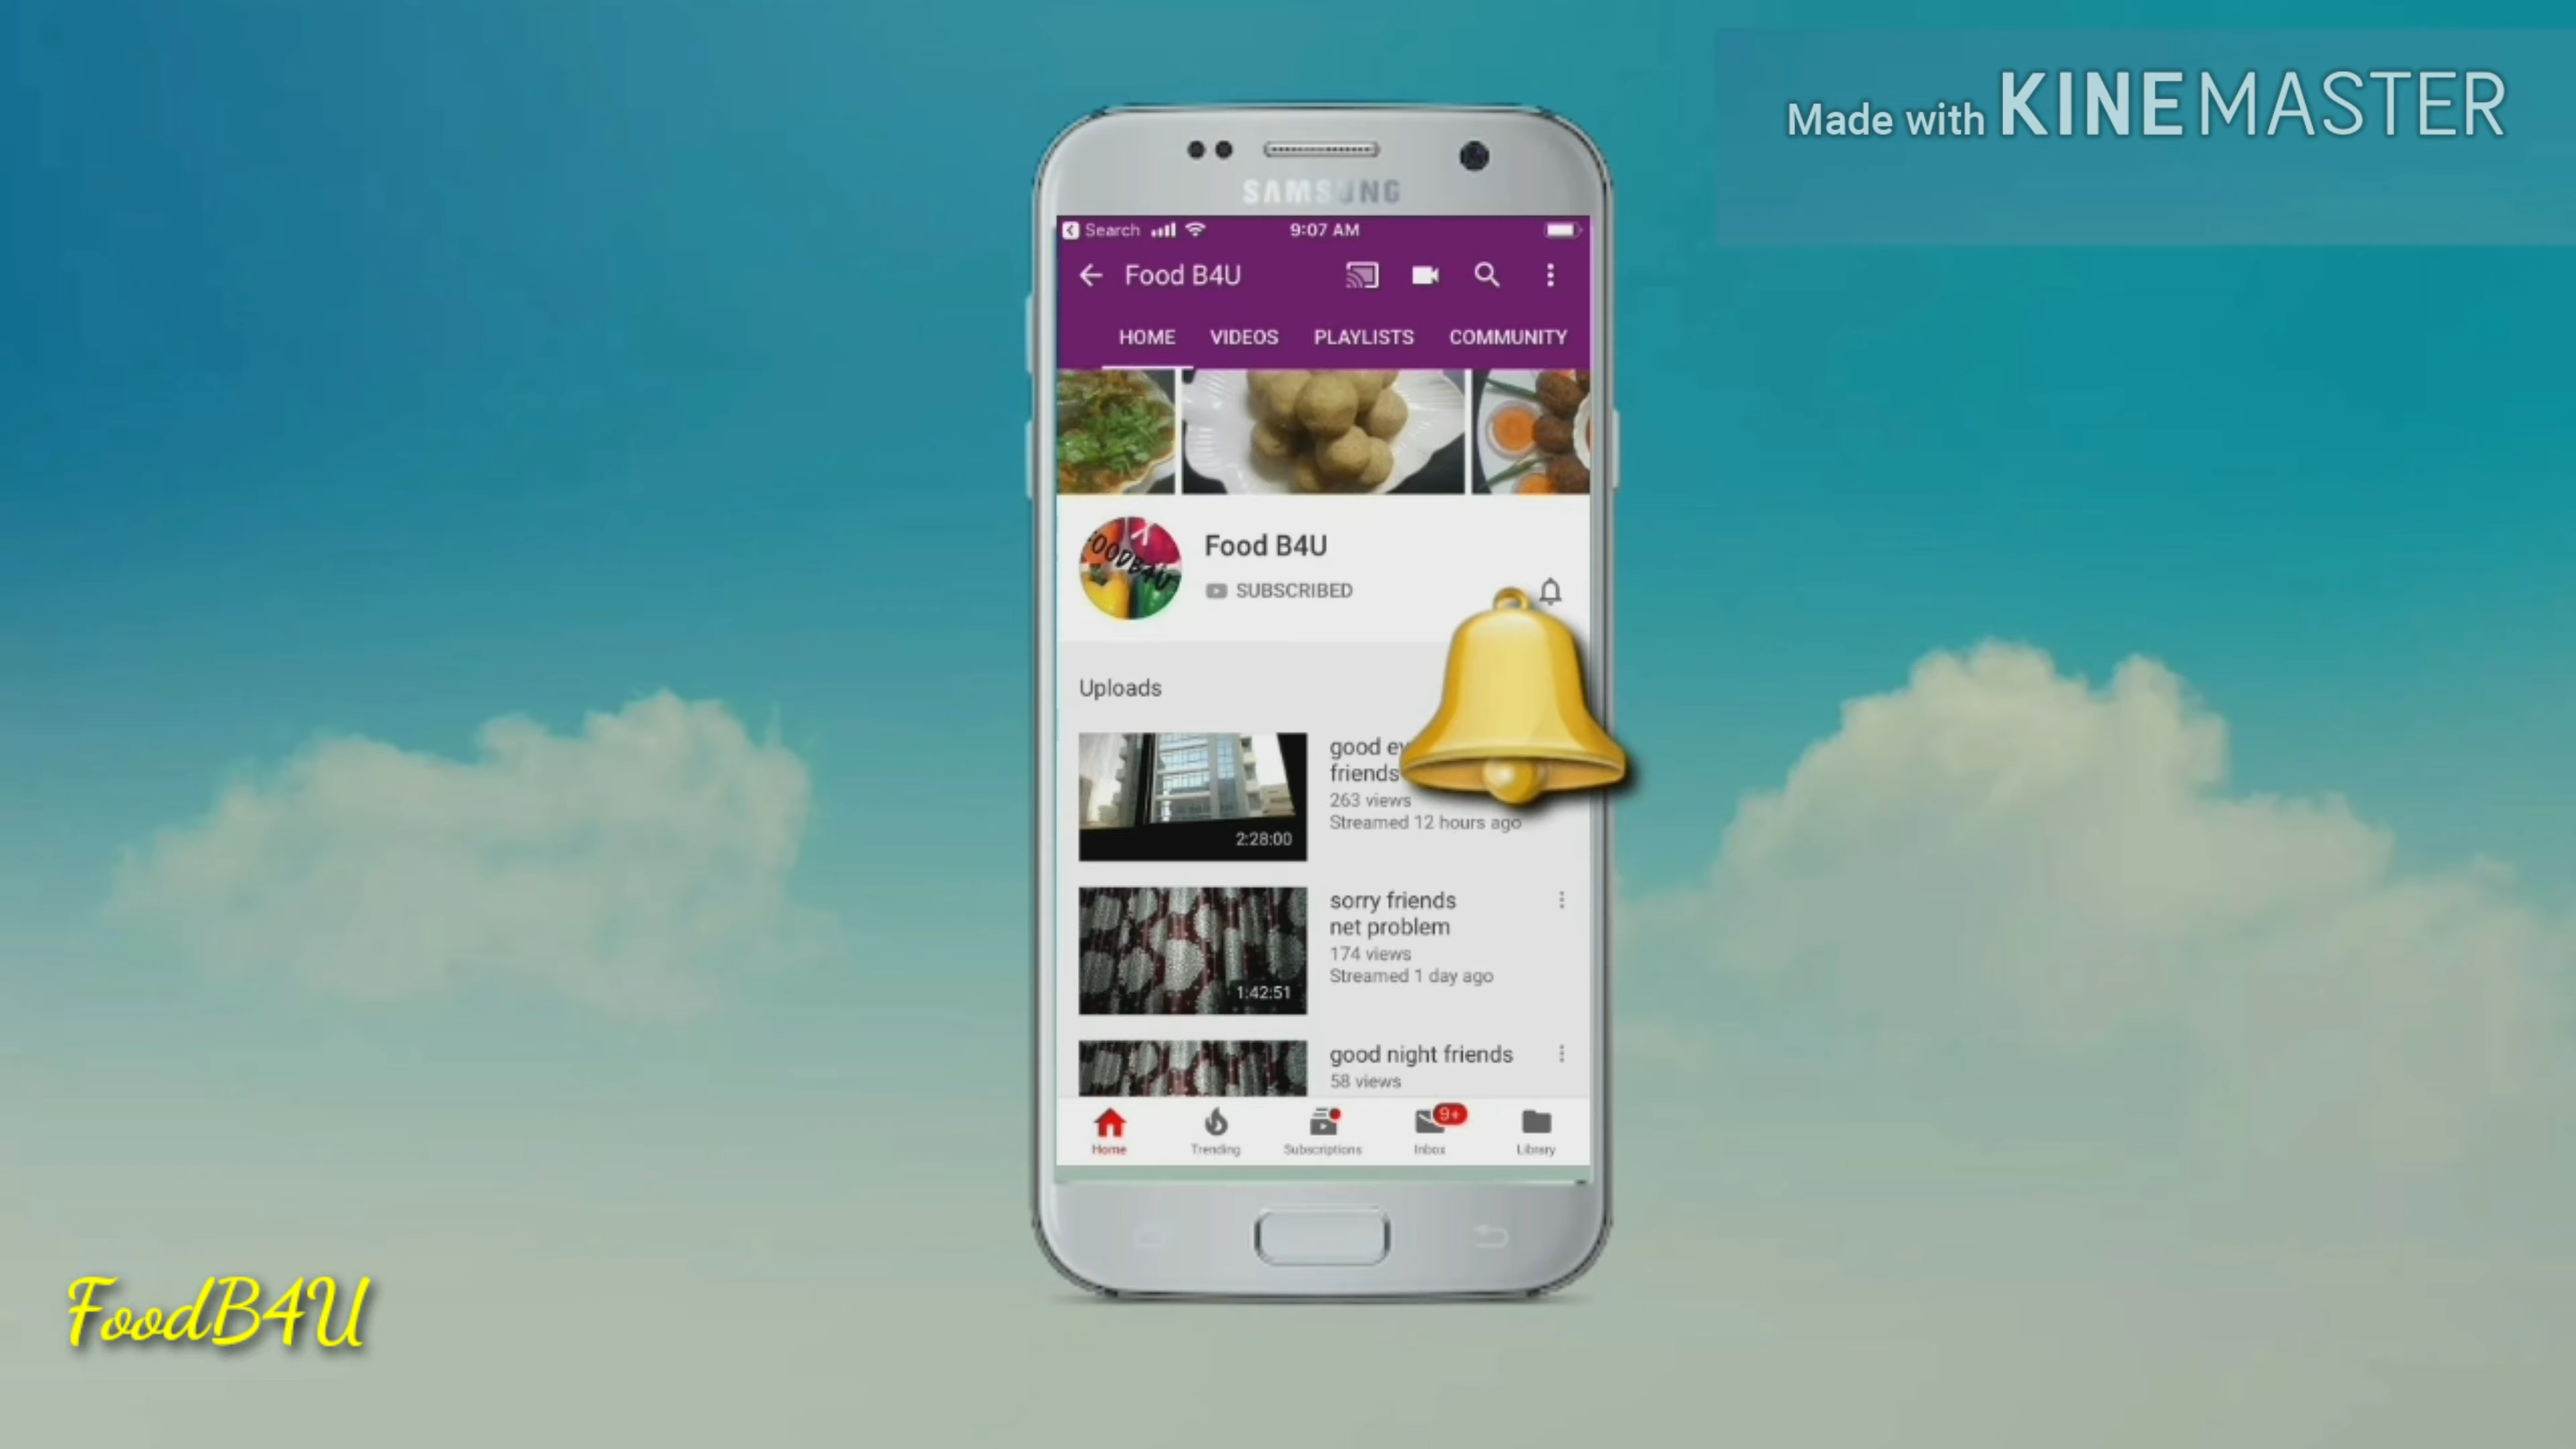 Made with KINEMASTER
SAMSUNG
Search 9:07 AM
Food B4U
HOME VIDEOS PLAYLISTS COMMUNITY
FOODB4U
Food B4U
SUBSCRIBED
Uploads
good
friends
263 views
Streamed 12 hours ago
2:28:00
sorry friends
net problem
174 views
Streamed 1 day ago
1:42:51
good night friends
58 views
9+
Home Trending Subscriptions Inbox Library
FoodB4U